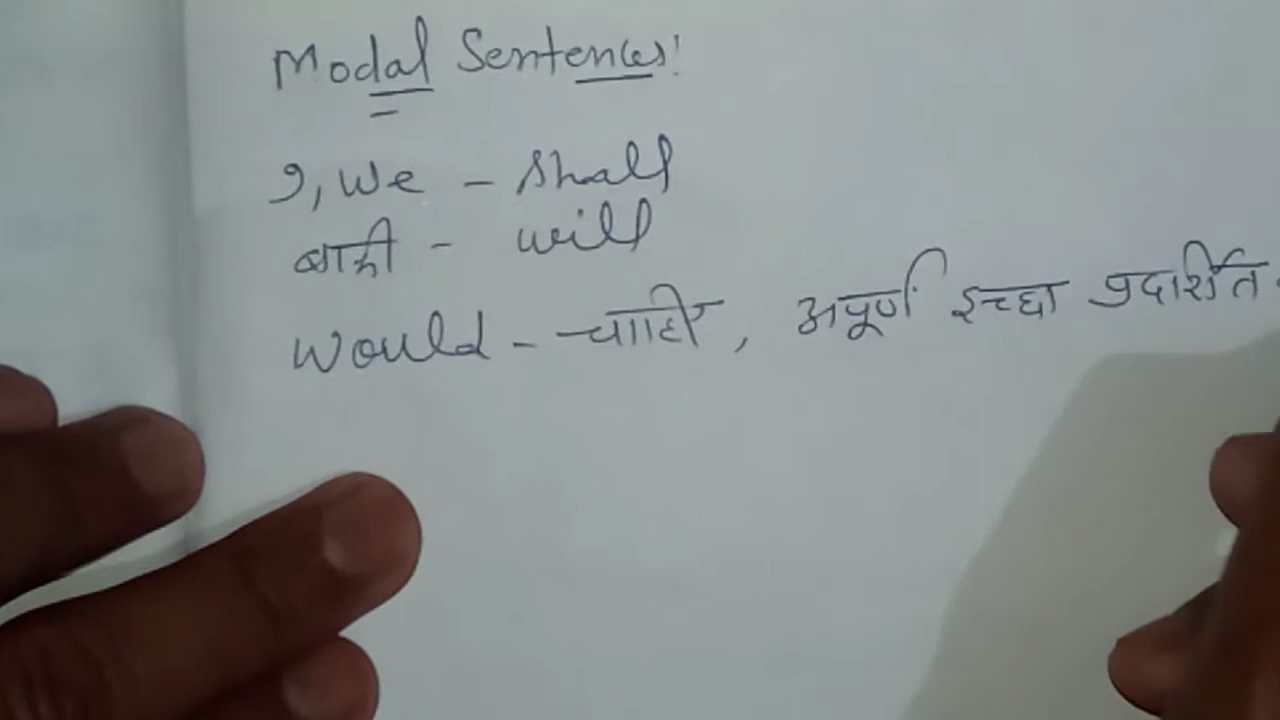 Modal Sentences:
I, We - Shall
बाकी - will
Would - चाहिए, अपूर्ण इच्छा प्रदर्शित